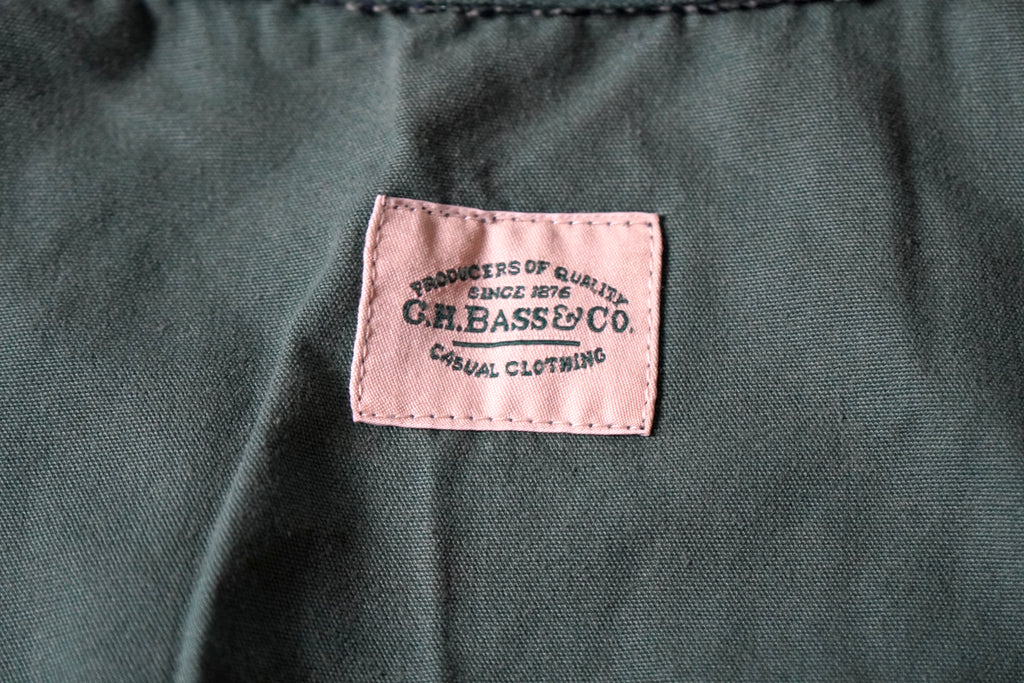 PRODUCERS OF QUALITY
SINCE 1876
G.H.BASS&CO.
CASUAL CLOTHING